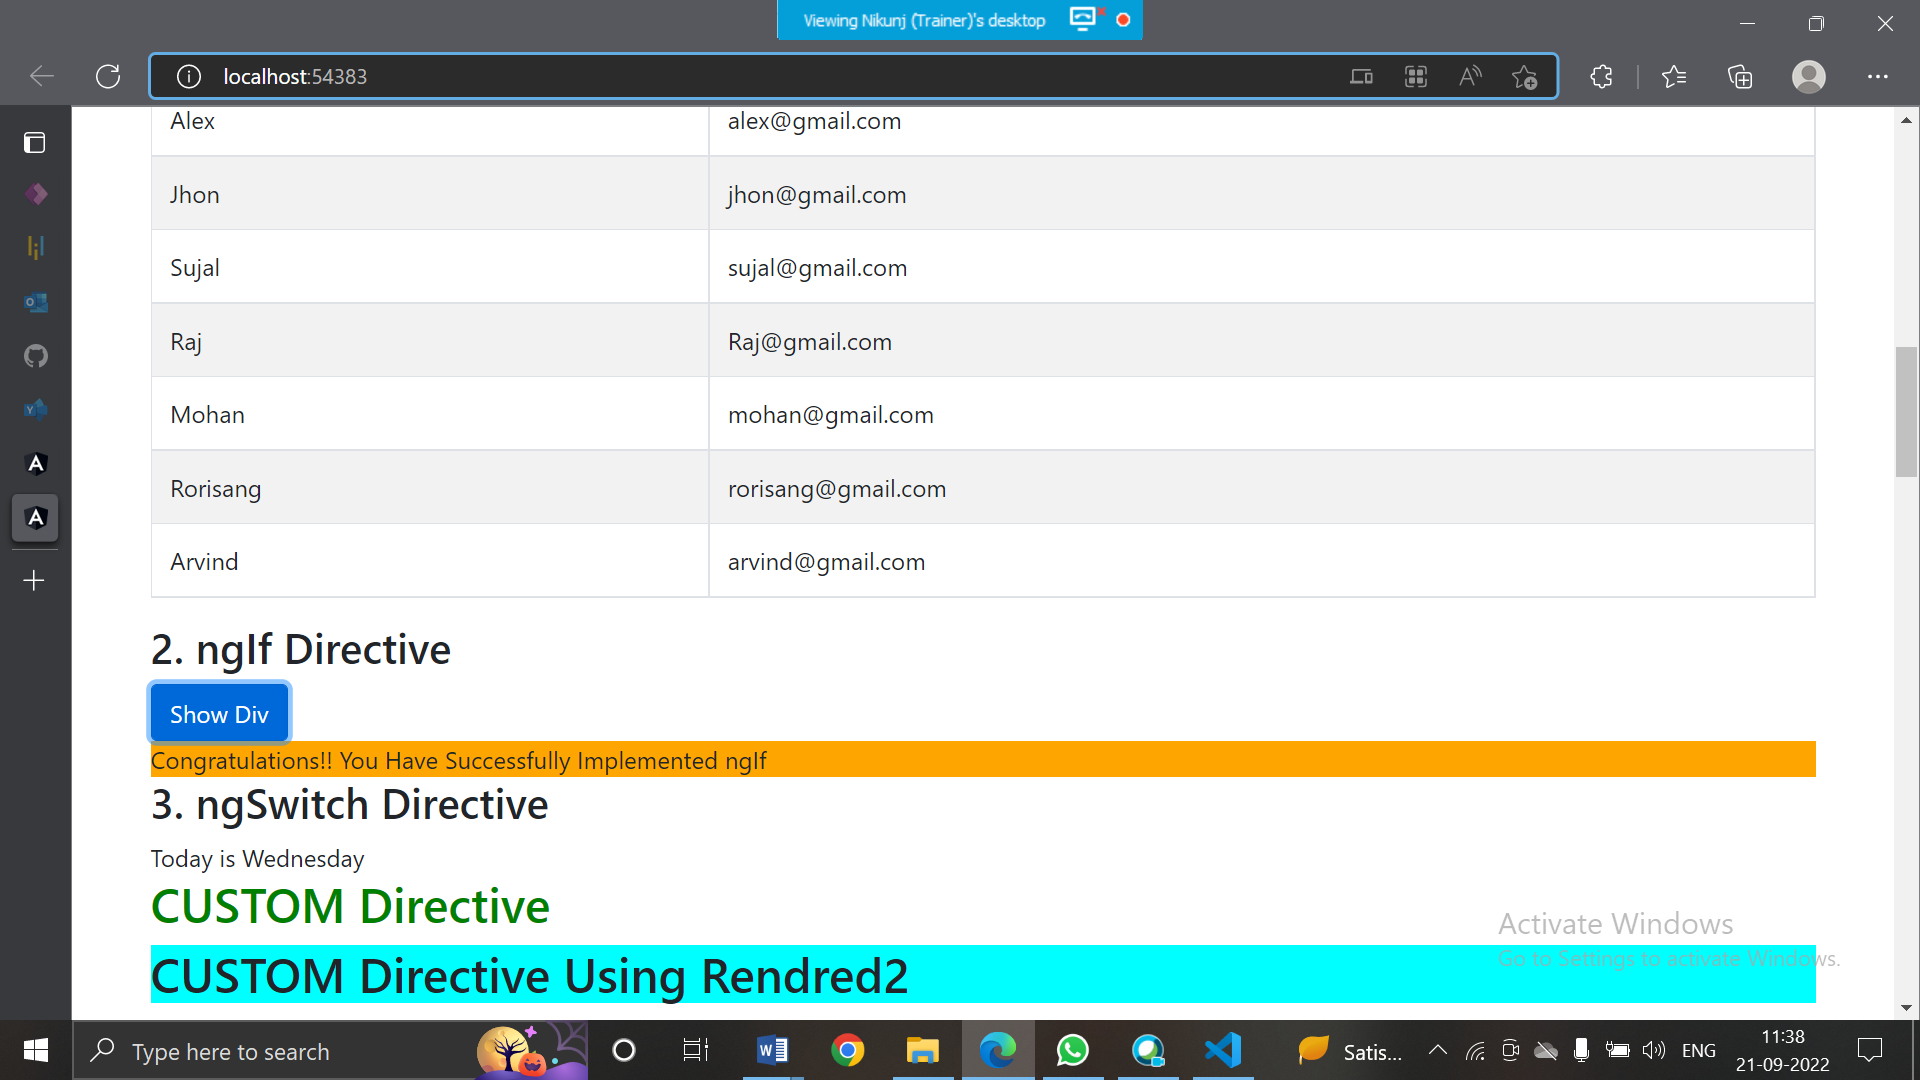 Viewing Nikunj (Trainer)'s desktop
localhost:54383
Alex alex@gmail.com
Jhon jhon@gmail.com
Sujal sujal@gmail.com
Raj Raj@gmail.com
Mohan mohan@gmail.com
Rorisang rorisang@gmail.com
Arvind arvind@gmail.com
2. ngIf Directive
Show Div
Congratulations!! You Have Successfully Implemented ngIf
3. ngSwitch Directive
Today is Wednesday
CUSTOM Directive
CUSTOM Directive Using Rendred2
Activate Windows
Go to Settings to activate Windows.
Type here to search
Satis...
ENG
11:38
21-09-2022